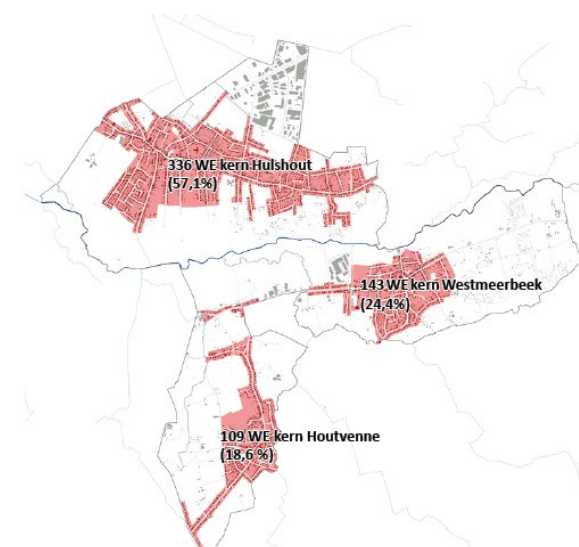 336 WE kern Hulshout
(57,1%)
143 WE kern Westmeerbeek
(24,4%)
109 WE kern Houtvenne
(18,6 %)